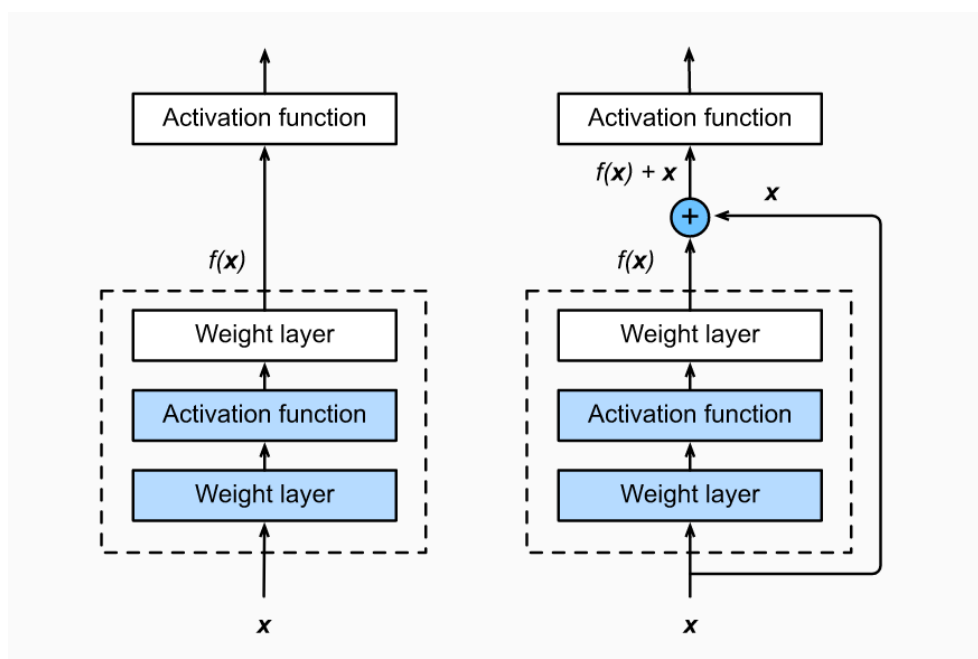 Activation function
f(x)
Weight layer
Activation function
Weight layer
x
Activation function
f(x) + x
x
+
f(x)
Weight layer
Activation function
Weight layer
x